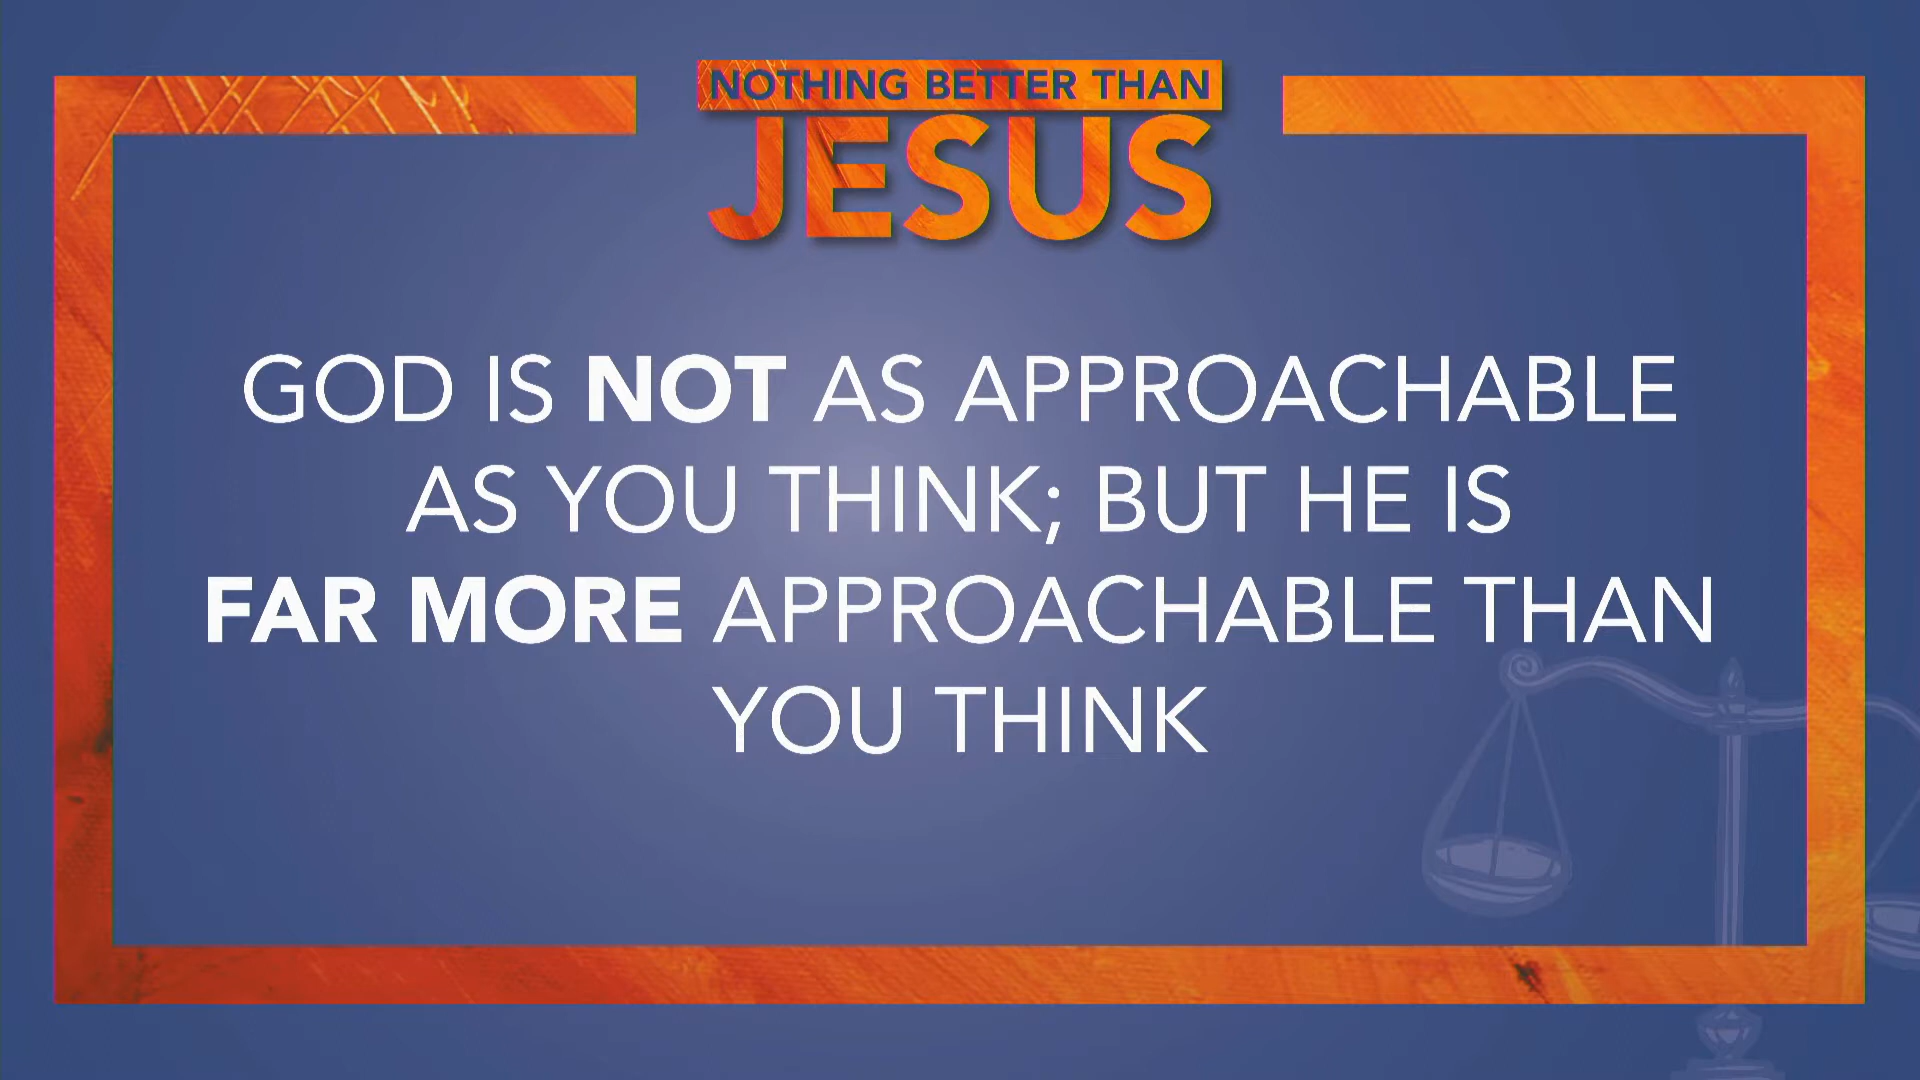 NOTHING BETTER THAN
JESUS
GOD IS NOT AS APPROACHABLE
AS YOU THINK; BUT HE IS
FAR MORE APPROACHABLE THAN
YOU THINK